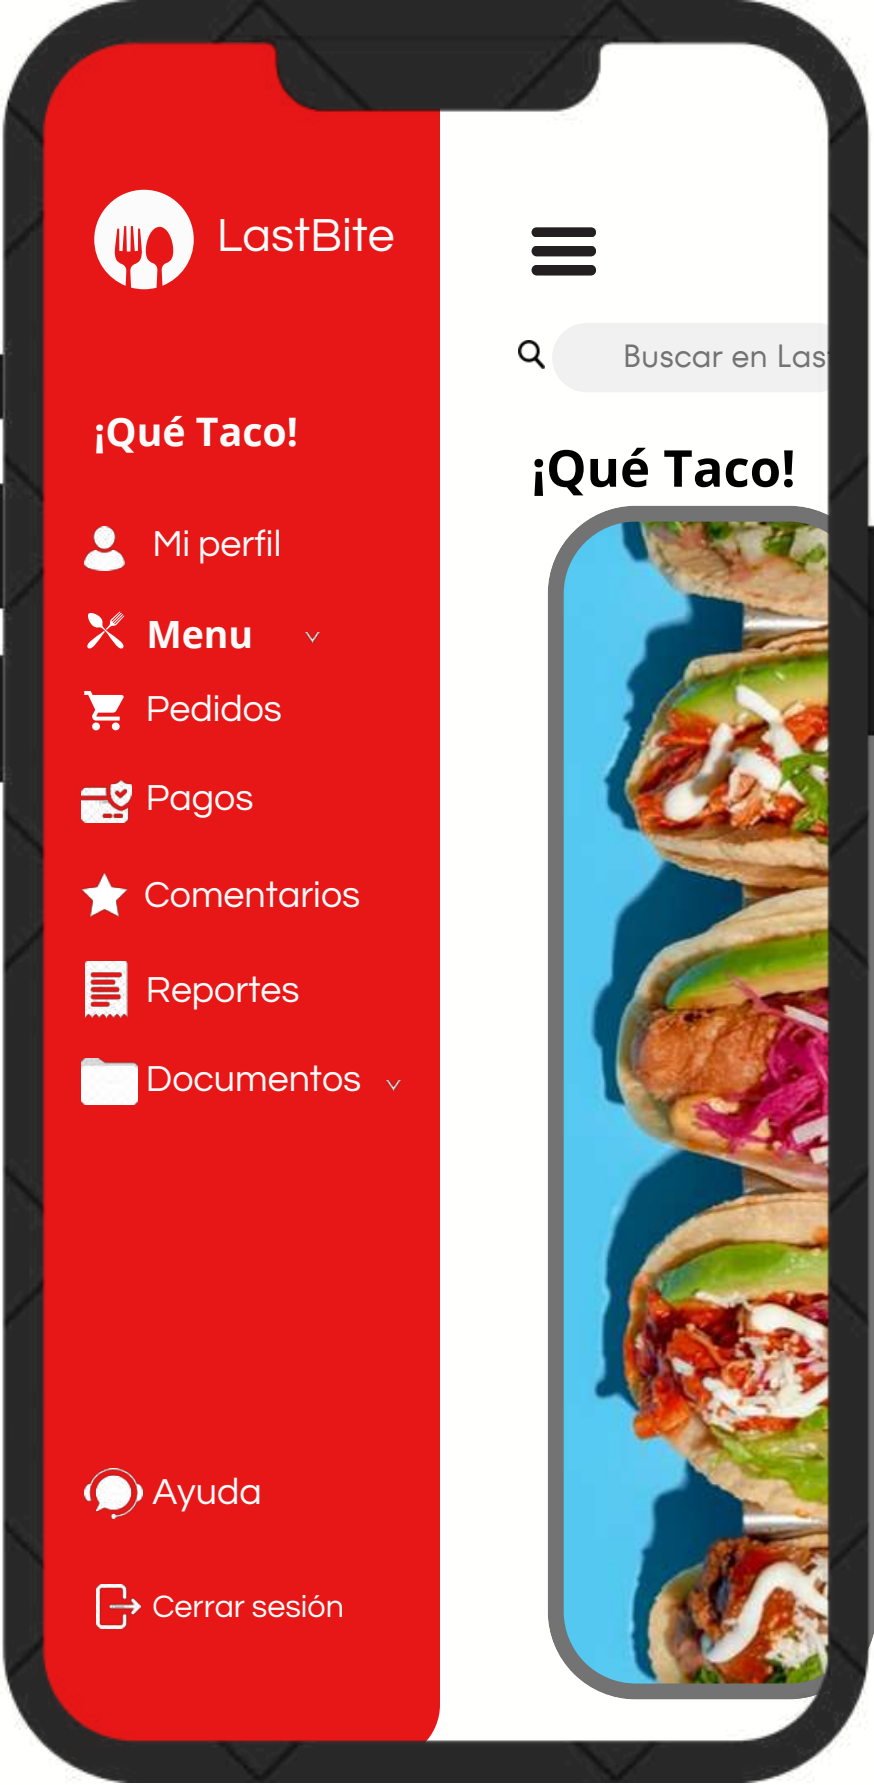 LastBite
¡Qué Taco!
Mi perfil
Menu
Pedidos
Pagos
Comentarios
Reportes
Documentos
Ayuda
Cerrar sesión
Buscar en Las
¡Qué Taco!